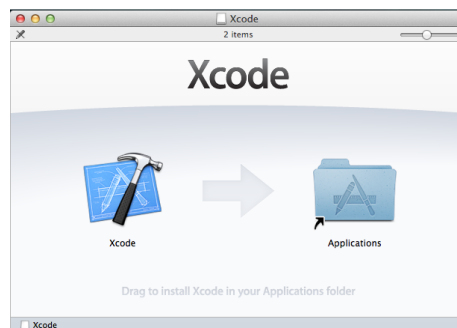 Xcode
2 items
Xcode
Xcode
Applications
Drag to install Xcode in your Applications folder
Xcode